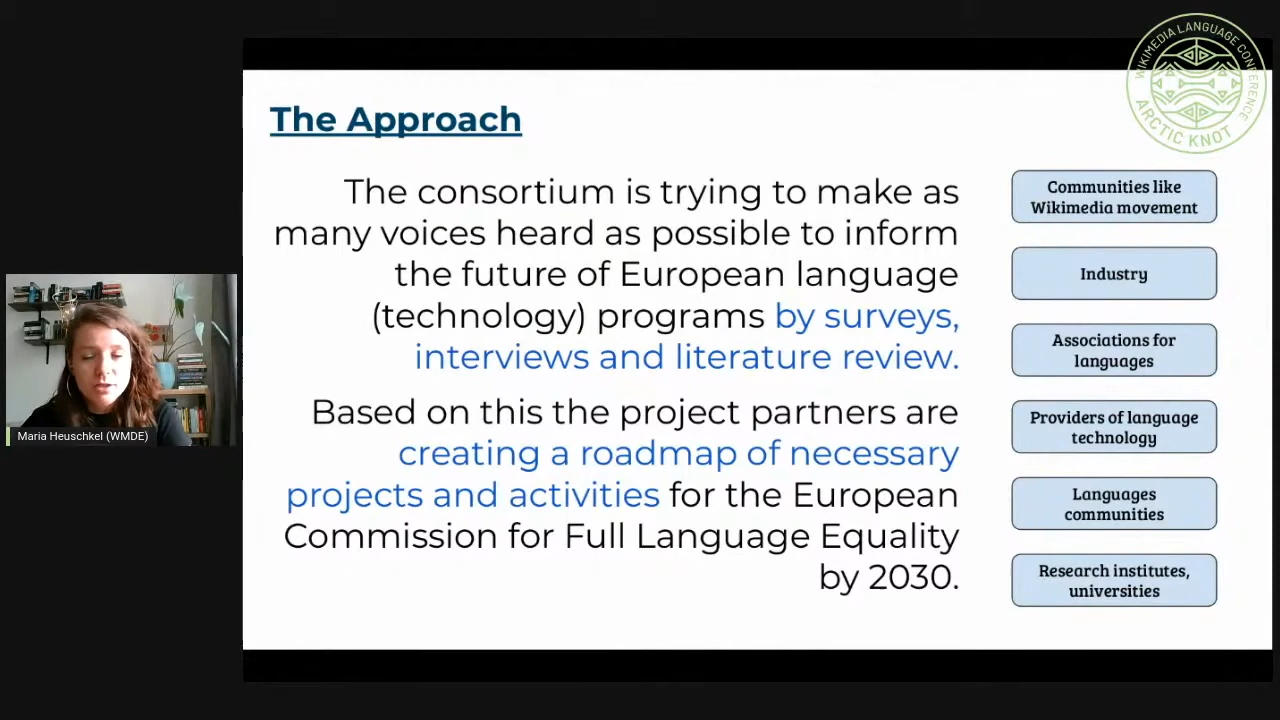 WIKIMEDIA LANGUAGE CONFERENCE
ARCTIC KNOT
The Approach
The consortium is trying to make as
many voices heard as possible to inform
the future of European language
(technology) programs by surveys,
interviews and literature review.
Based on this the project partners are
creating a roadmap of necessary
projects and activities for the European
Commission for Full Language Equality
by 2030.
Communities like
Wikimedia movement
Industry
Associations for
languages
Providers of language
technology
Languages
communities
Research institutes,
universities
Maria Heuschkel (WMDE)